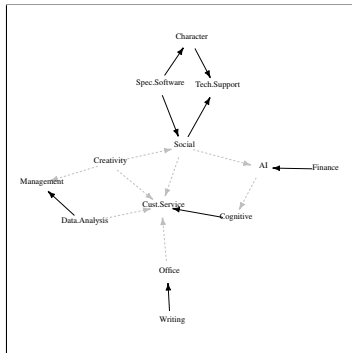 Character
Spec.Software
Tech.Support
Social
Creativity
AI
Finance
Management
Cust.Service
Data.Analysis
Cognitive
Office
Writing